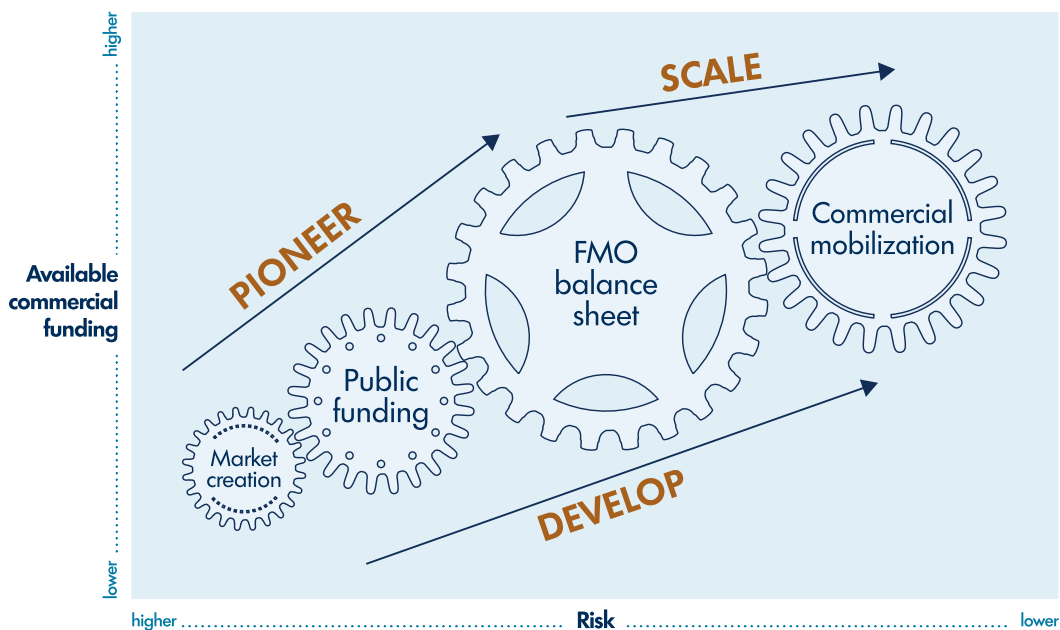 higher
Available
commercial
funding
lower
PIONEER
SCALE
DEVELOP
Market
creation
Public
funding
FMO
balance
sheet
Commercial
mobilization
higher
Risk
lower